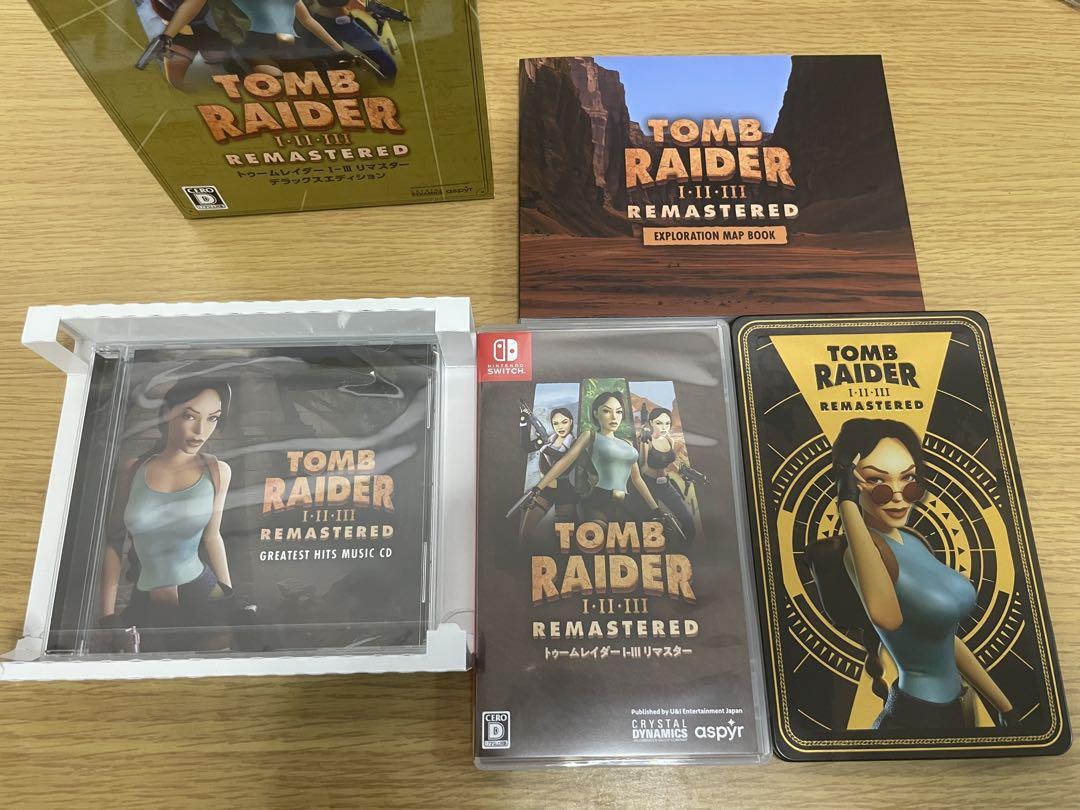 TOMB
RAIDER
I·II·III
REMASTERED
トゥームレイダー I-III リマスター
デラックスエディション
CERO
D
CRYSTAL
DYNAMICS
aspyr
TOMB
RAIDER
I·II·III
REMASTERED
EXPLORATION MAP BOOK
TOMB
RAIDER
I·II·III
REMASTERED
GREATEST HITS MUSIC CD
NINTENDO
SWITCH
TOMB
RAIDER
I·II·III
REMASTERED
トゥームレイダー I-III リマスター
Published by U&I Entertainment Japan
CERO
D
CRYSTAL
DYNAMICS
aspyr
TOMB
RAIDER
I·II·III
REMASTERED